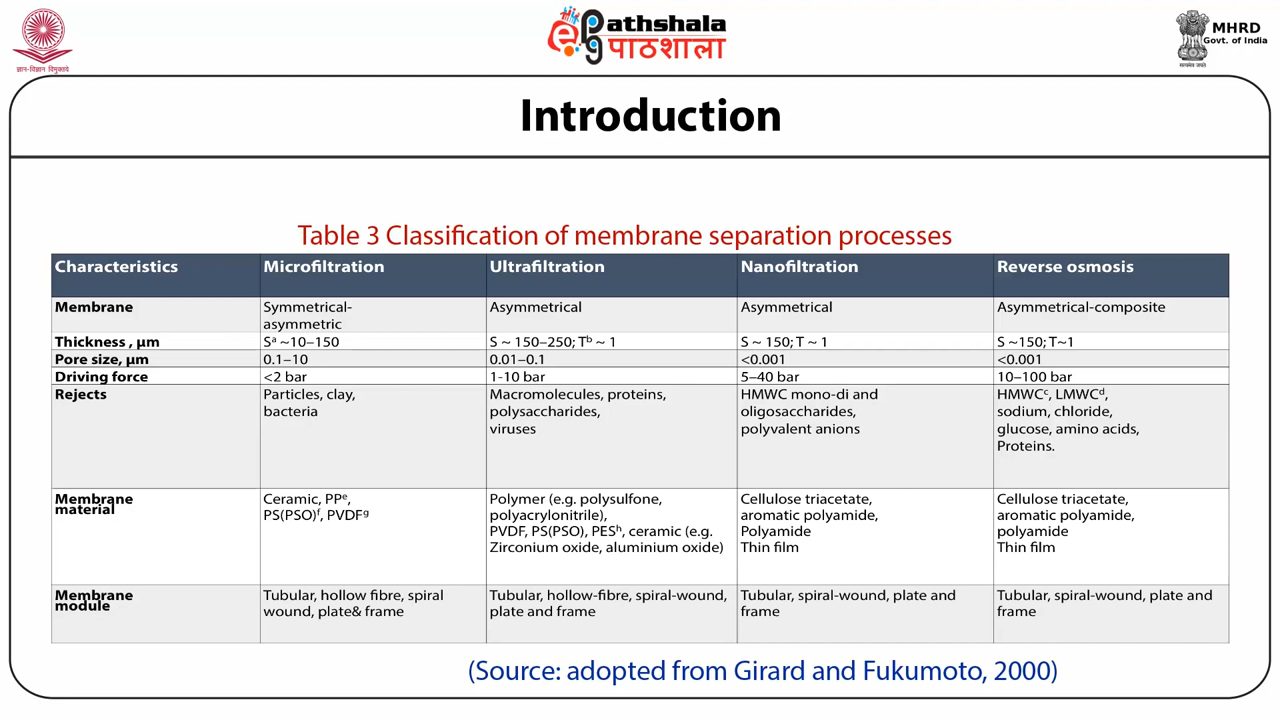 ज्ञान-विज्ञान विमुक्तये
ePathshala
पाठशाला
MHRD
Govt. of India
सत्यमेव जयते
Introduction
Table 3 Classification of membrane separation processes
Characteristics Microfiltration Ultrafiltration Nanofiltration Reverse osmosis
Membrane Symmetrical- Asymmetrical Asymmetrical Asymmetrical-composite
asymmetric
Thickness , µm Sª ~10–150 S ~ 150–250; Tᵇ ~ 1 S ~ 150; T ~ 1 S ~150; T~1
Pore size, µm 0.1–10 0.01–0.1 <0.001 <0.001
Driving force <2 bar 1-10 bar 5–40 bar 10–100 bar
Rejects Particles, clay, Macromolecules, proteins, HMWC mono-di and HMWCᶜ, LMWCᵈ,
bacteria polysaccharides, oligosaccharides, sodium, chloride,
viruses polyvalent anions glucose, amino acids,
Proteins.
Membrane Ceramic, PPᵉ, Polymer (e.g. polysulfone, Cellulose triacetate, Cellulose triacetate,
material PS(PSO)ᶠ, PVDFᵍ polyacrylonitrile), aromatic polyamide, aromatic polyamide,
PVDF, PS(PSO), PESʰ, ceramic (e.g. Polyamide polyamide
Zirconium oxide, aluminium oxide) Thin film Thin film
Membrane Tubular, hollow fibre, spiral Tubular, hollow-fibre, spiral-wound, Tubular, spiral-wound, plate and Tubular, spiral-wound, plate and
module wound, plate& frame plate and frame frame frame
(Source: adopted from Girard and Fukumoto, 2000)